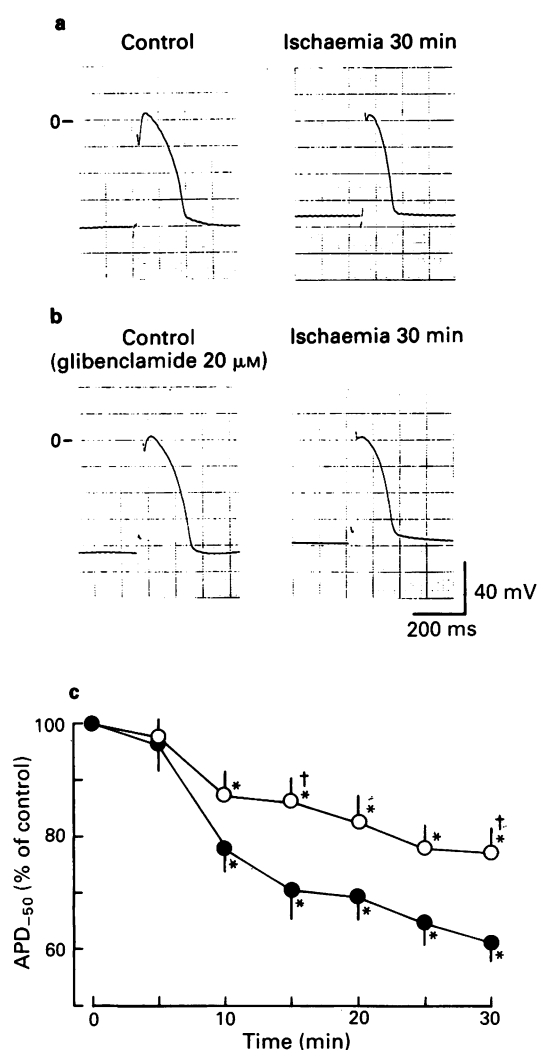 a
Control Ischaemia 30 min
0–
b
Control Ischaemia 30 min
(glibenclamide 20 μM)
0–
40 mV
200 ms
c
100
80
60
APD₋₅₀ (% of control)
* † * * * † *
* * * * *
0 10 20 30
Time (min)